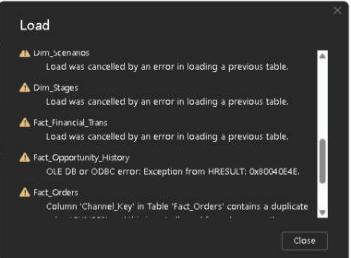 Load
Dim_Scenarios
Load was cancelled by an error in loading a previous table.
Dim_Stages
Load was cancelled by an error in loading a previous table.
Fact_Financial_Trans
Load was cancelled by an error in loading a previous table.
Fact_Opportunity_History
OLE DB or ODBC error: Exception from HRESULT: 0x80040E4E.
Fact_Orders
Column 'Channel_Key' in Table 'Fact_Orders' contains a duplicate
Close